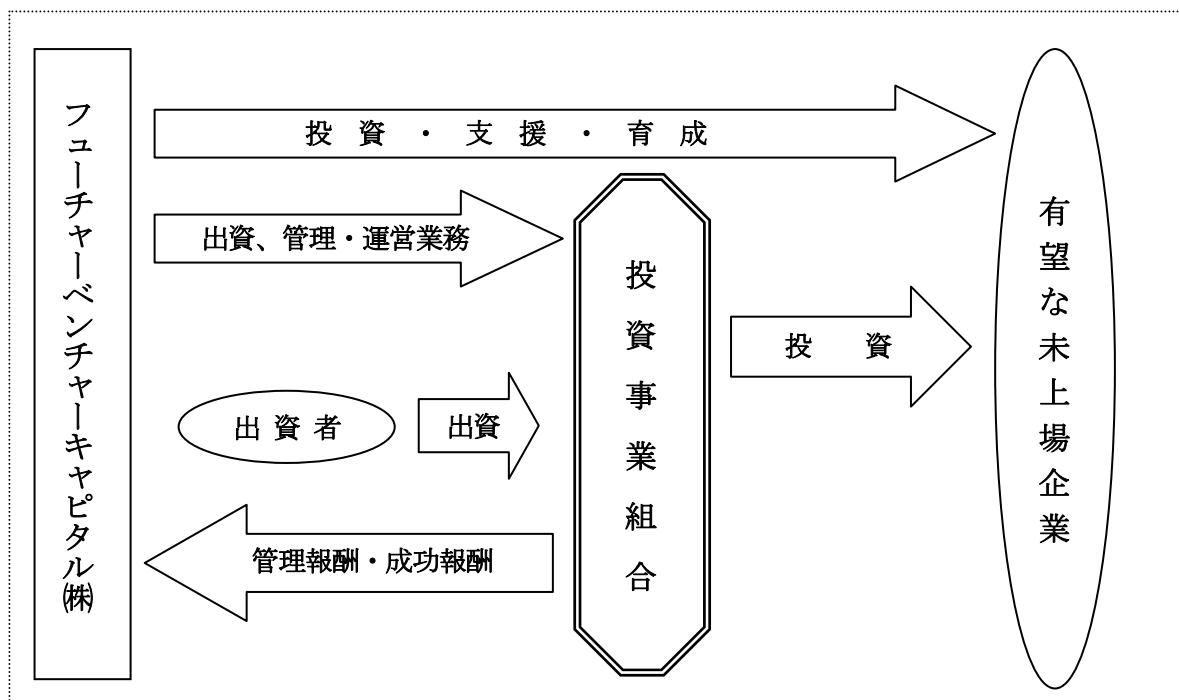 フューチャーベンチャーキャピタル㈱
投資・支援・育成
出資、管理・運営業務
出資者
出資
管理報酬・成功報酬
投資事業組合
投資
有望な未上場企業